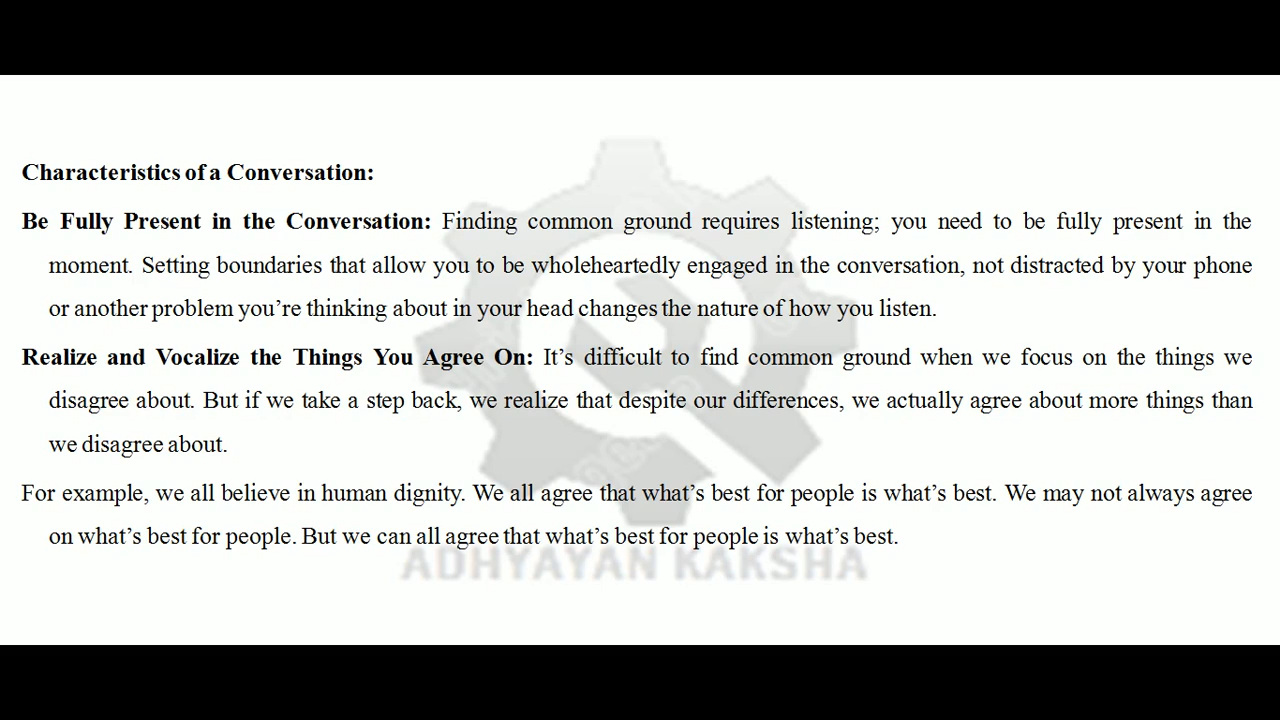 Characteristics of a Conversation:
Be Fully Present in the Conversation: Finding common ground requires listening; you need to be fully present in the
moment. Setting boundaries that allow you to be wholeheartedly engaged in the conversation, not distracted by your phone
or another problem you’re thinking about in your head changes the nature of how you listen.
Realize and Vocalize the Things You Agree On: It’s difficult to find common ground when we focus on the things we
disagree about. But if we take a step back, we realize that despite our differences, we actually agree about more things than
we disagree about.
For example, we all believe in human dignity. We all agree that what’s best for people is what’s best. We may not always agree
on what’s best for people. But we can all agree that what’s best for people is what’s best.
ADHYAYAN KAKSHA